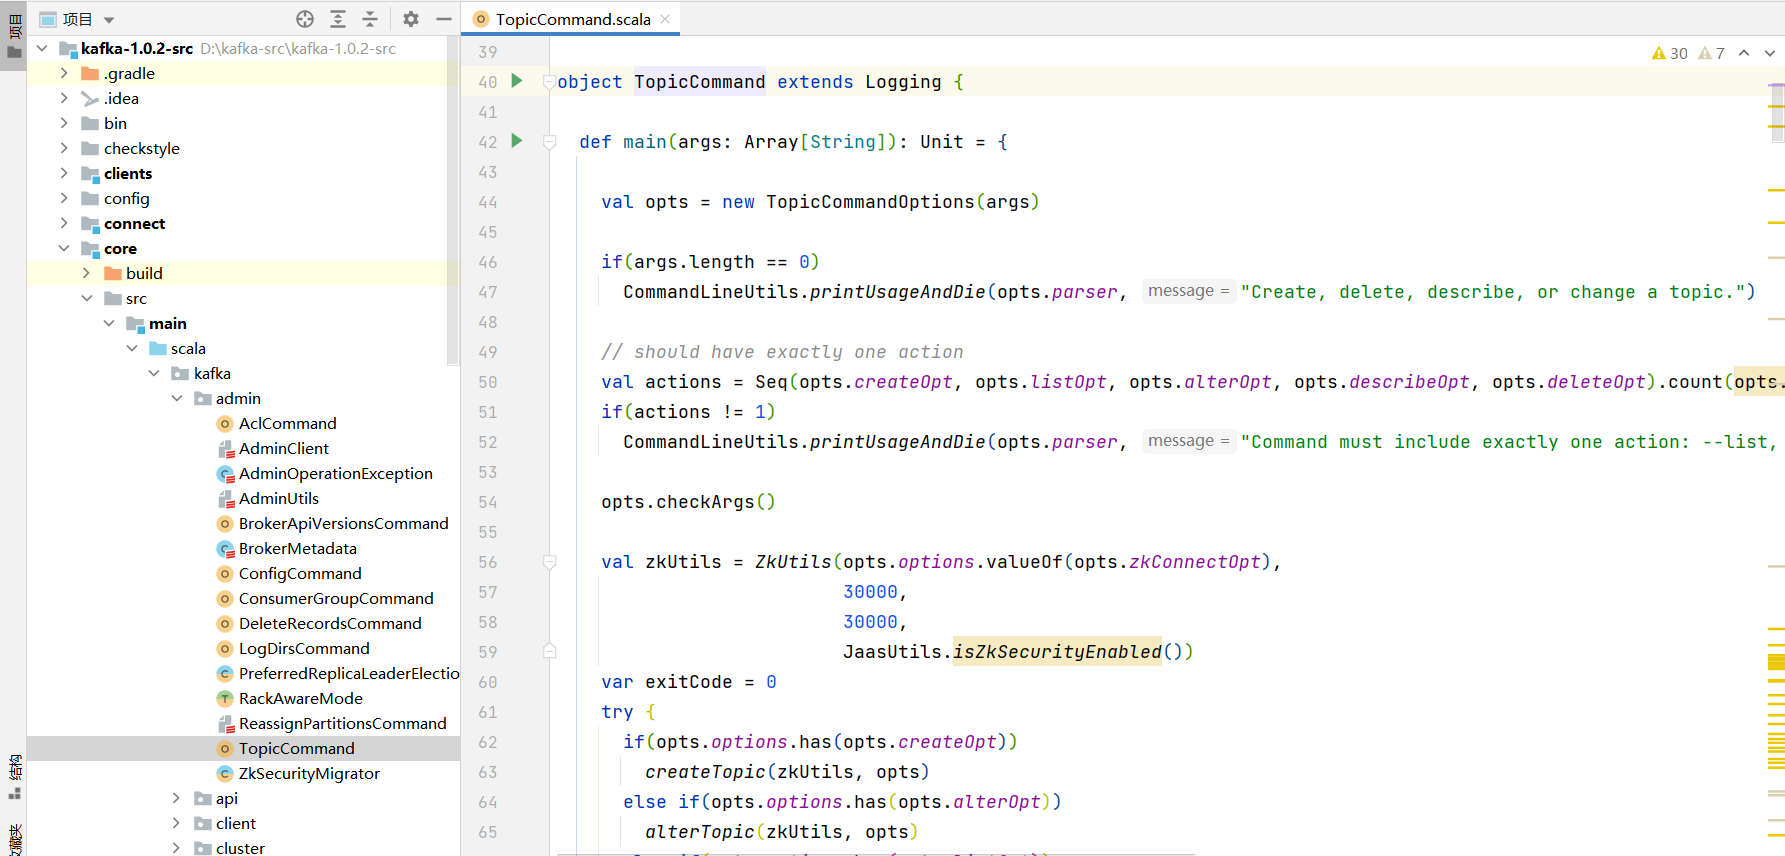 项目
项目
kafka-1.0.2-src D:\kafka-src\kafka-1.0.2-src
.gradle
.idea
bin
checkstyle
clients
config
connect
core
build
src
main
scala
kafka
admin
AclCommand
AdminClient
AdminOperationException
AdminUtils
BrokerApiVersionsCommand
BrokerMetadata
ConfigCommand
ConsumerGroupCommand
DeleteRecordsCommand
LogDirsCommand
PreferredReplicaLeaderElectio
RackAwareMode
ReassignPartitionsCommand
TopicCommand
ZkSecurityMigrator
api
client
cluster
结构
收藏夹
TopicCommand.scala
30 7
39
40 object TopicCommand extends Logging {
41
42 def main(args: Array[String]): Unit = {
43
44 val opts = new TopicCommandOptions(args)
45
46 if(args.length == 0)
47 CommandLineUtils.printUsageAndDie(opts.parser, message = "Create, delete, describe, or change a topic.")
48
49 // should have exactly one action
50 val actions = Seq(opts.createOpt, opts.listOpt, opts.alterOpt, opts.describeOpt, opts.deleteOpt).count(opts.
51 if(actions != 1)
52 CommandLineUtils.printUsageAndDie(opts.parser, message = "Command must include exactly one action: --list,
53
54 opts.checkArgs()
55
56 val zkUtils = ZkUtils(opts.options.valueOf(opts.zkConnectOpt),
57 30000,
58 30000,
59 JaasUtils.isZkSecurityEnabled())
60 var exitCode = 0
61 try {
62 if(opts.options.has(opts.createOpt))
63 createTopic(zkUtils, opts)
64 else if(opts.options.has(opts.alterOpt))
65 alterTopic(zkUtils, opts)